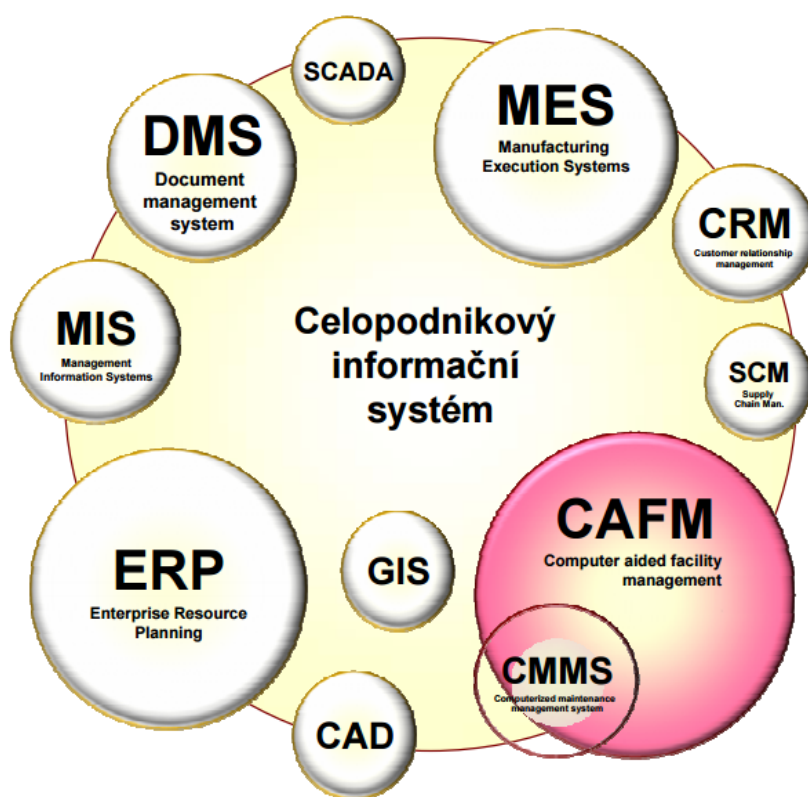 SCADA
MES
Manufacturing
Execution Systems
DMS
Document
management
system
CRM
Customer relationship
management
MIS
Management
Information Systems
Celopodnikový
informační
systém
SCM
Supply
Chain Man.
CAFM
Computer aided facility
management
ERP
Enterprise Resource
Planning
GIS
CMMS
Computerized maintenance
management system
CAD